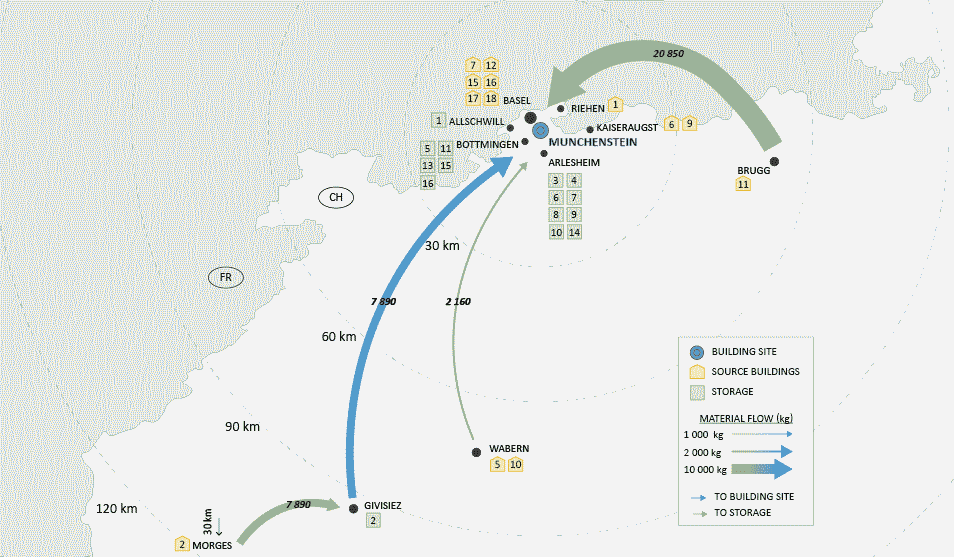 20 850
7 12
15 16
17 18
BASEL
RIEHEN 1
1 ALLSCHWILL
KAISERAUGST 6 9
BOTTMINGEN
MUNCHENSTEIN
5 11
13 15
16
ARLESHEIM
3 4
6 7
8 9
10 14
BRUGG
11
CH
30 km
FR
7 890
2 160
60 km
90 km
120 km
WABERN
5 10
7 890
GIVISIEZ
2
30 km
2 MORGES
BUILDING SITE
SOURCE BUILDINGS
STORAGE
MATERIAL FLOW (kg)
1 000 kg
2 000 kg
10 000 kg
TO BUILDING SITE
TO STORAGE